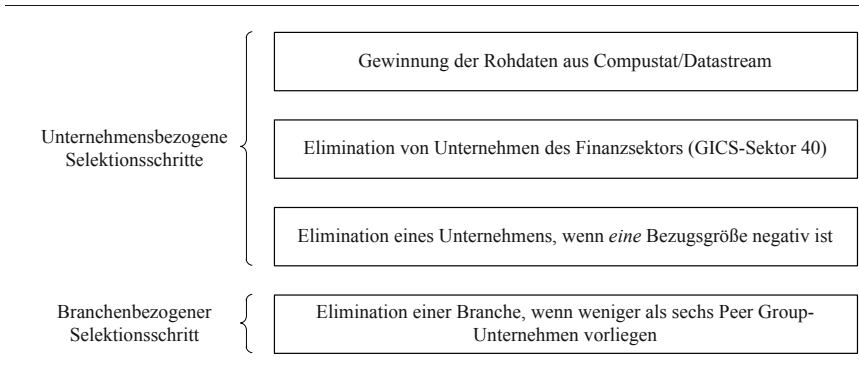 Gewinnung der Rohdaten aus Compustat/Datastream
Unternehmensbezogene
Selektionsschritte
Elimination von Unternehmen des Finanzsektors (GICS-Sektor 40)
Elimination eines Unternehmens, wenn eine Bezugsgröße negativ ist
Branchenbezogener
Selektionsschritt
Elimination einer Branche, wenn weniger als sechs Peer Group-
Unternehmen vorliegen